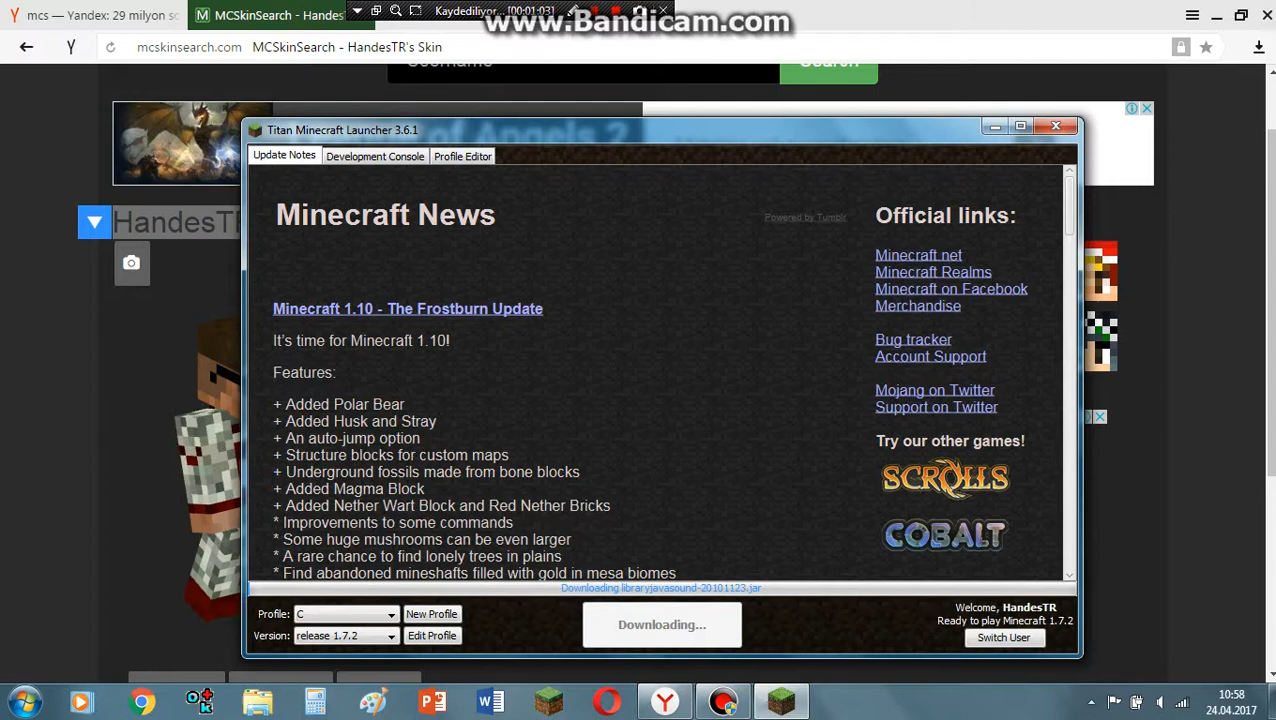 mcs — Yandex: 29 milyon sc
MCSkinSearch - Handes
Kaydediliyor... [00:01:03]
www.Bandicam.com
mcskinsearch.com MCSkinSearch - HandesTR's Skin
Username
Search
HandesT
Titan Minecraft Launcher 3.6.1
Update Notes
Development Console
Profile Editor
Minecraft News
Powered by Tumblr
Minecraft 1.10 - The Frostburn Update
It's time for Minecraft 1.10!
Features:
+ Added Polar Bear
+ Added Husk and Stray
+ An auto-jump option
+ Structure blocks for custom maps
+ Underground fossils made from bone blocks
+ Added Magma Block
+ Added Nether Wart Block and Red Nether Bricks
* Improvements to some commands
* Some huge mushrooms can be even larger
* A rare chance to find lonely trees in plains
* Find abandoned mineshafts filled with gold in mesa biomes
Official links:
Minecraft net
Minecraft Realms
Minecraft on Facebook
Merchandise
Bug tracker
Account Support
Mojang on Twitter
Support on Twitter
Try our other games!
SCROLLS
COBALT
Downloading libraryjavasound-20101123.jar
Profile: C
New Profile
Version: release 1.7.2
Edit Profile
Downloading...
Welcome, HandesTR
Ready to play Minecraft 1.7.2
Switch User
10:58
24.04.2017